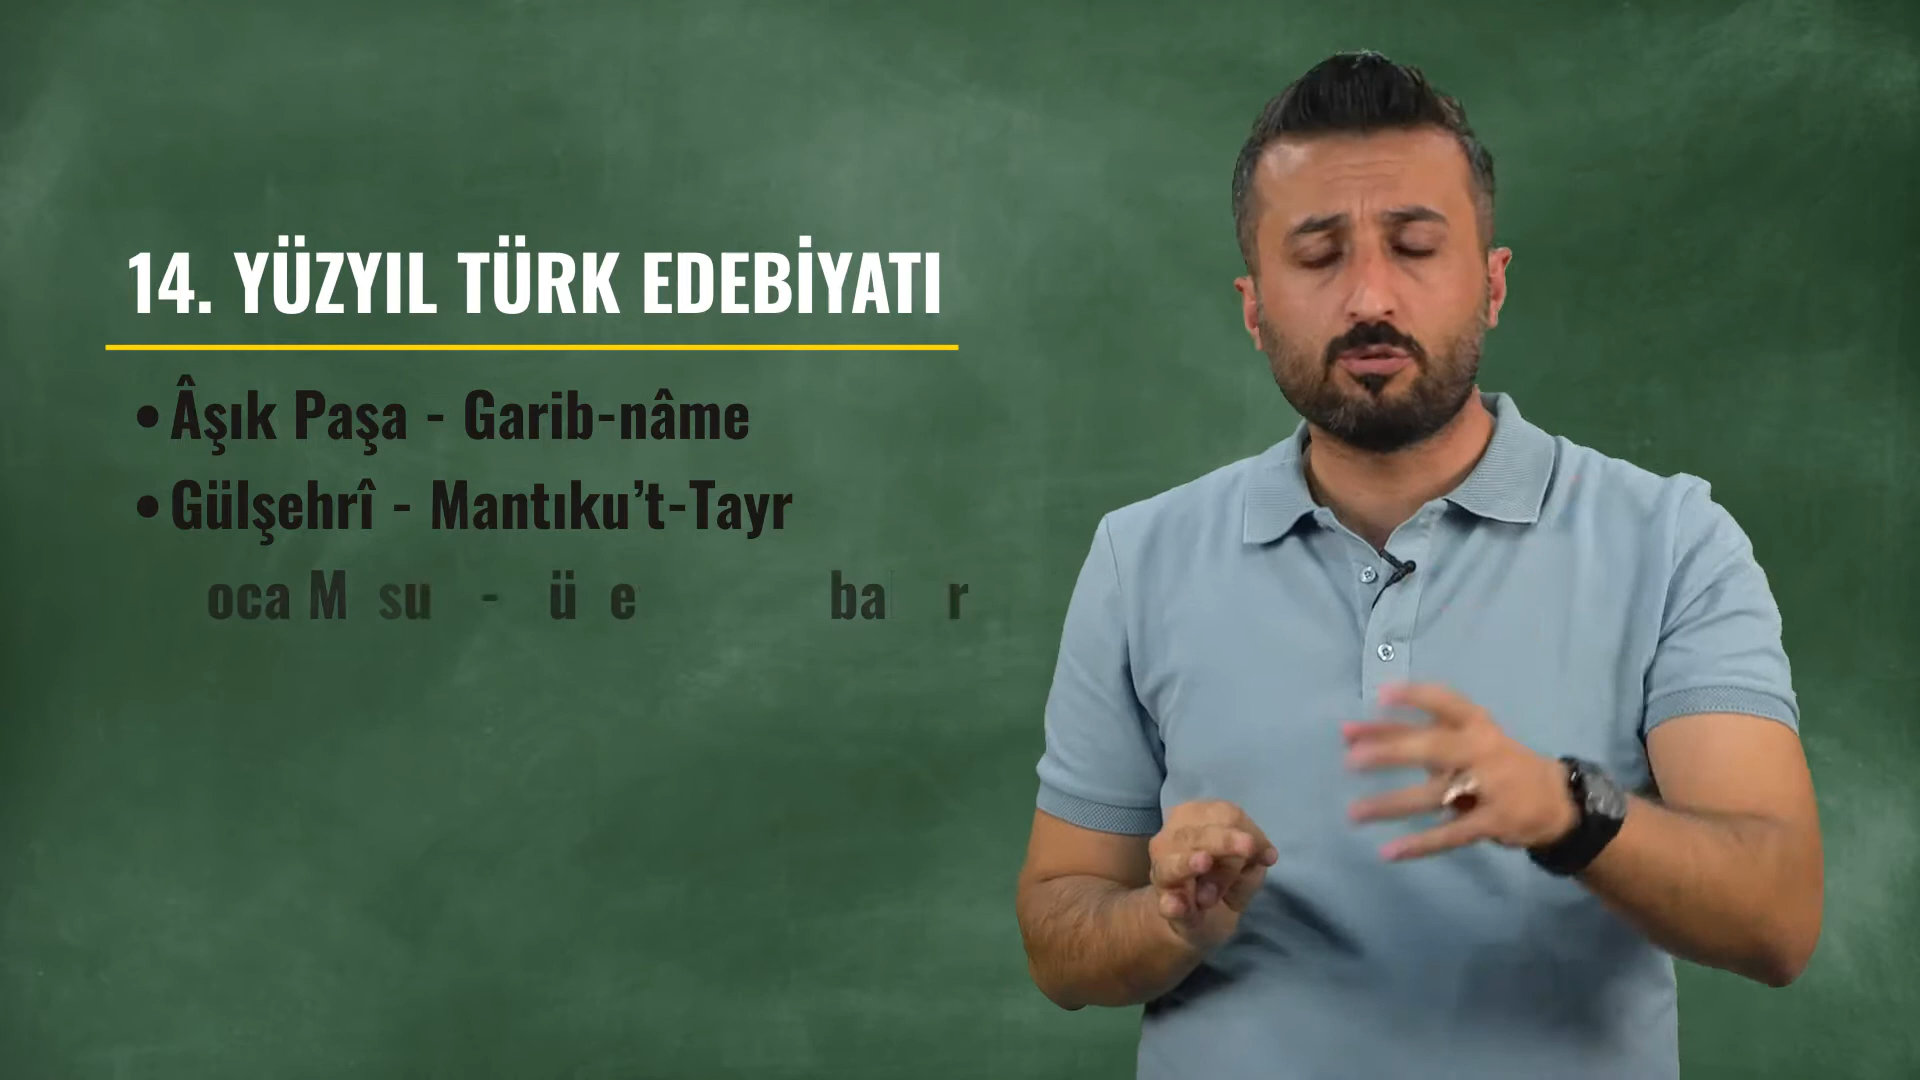 14. YÜZYIL TÜRK EDEBİYATI
• Âşık Paşa - Garib-nâme
• Gülşehrî - Mantıku’t-Tayr
-